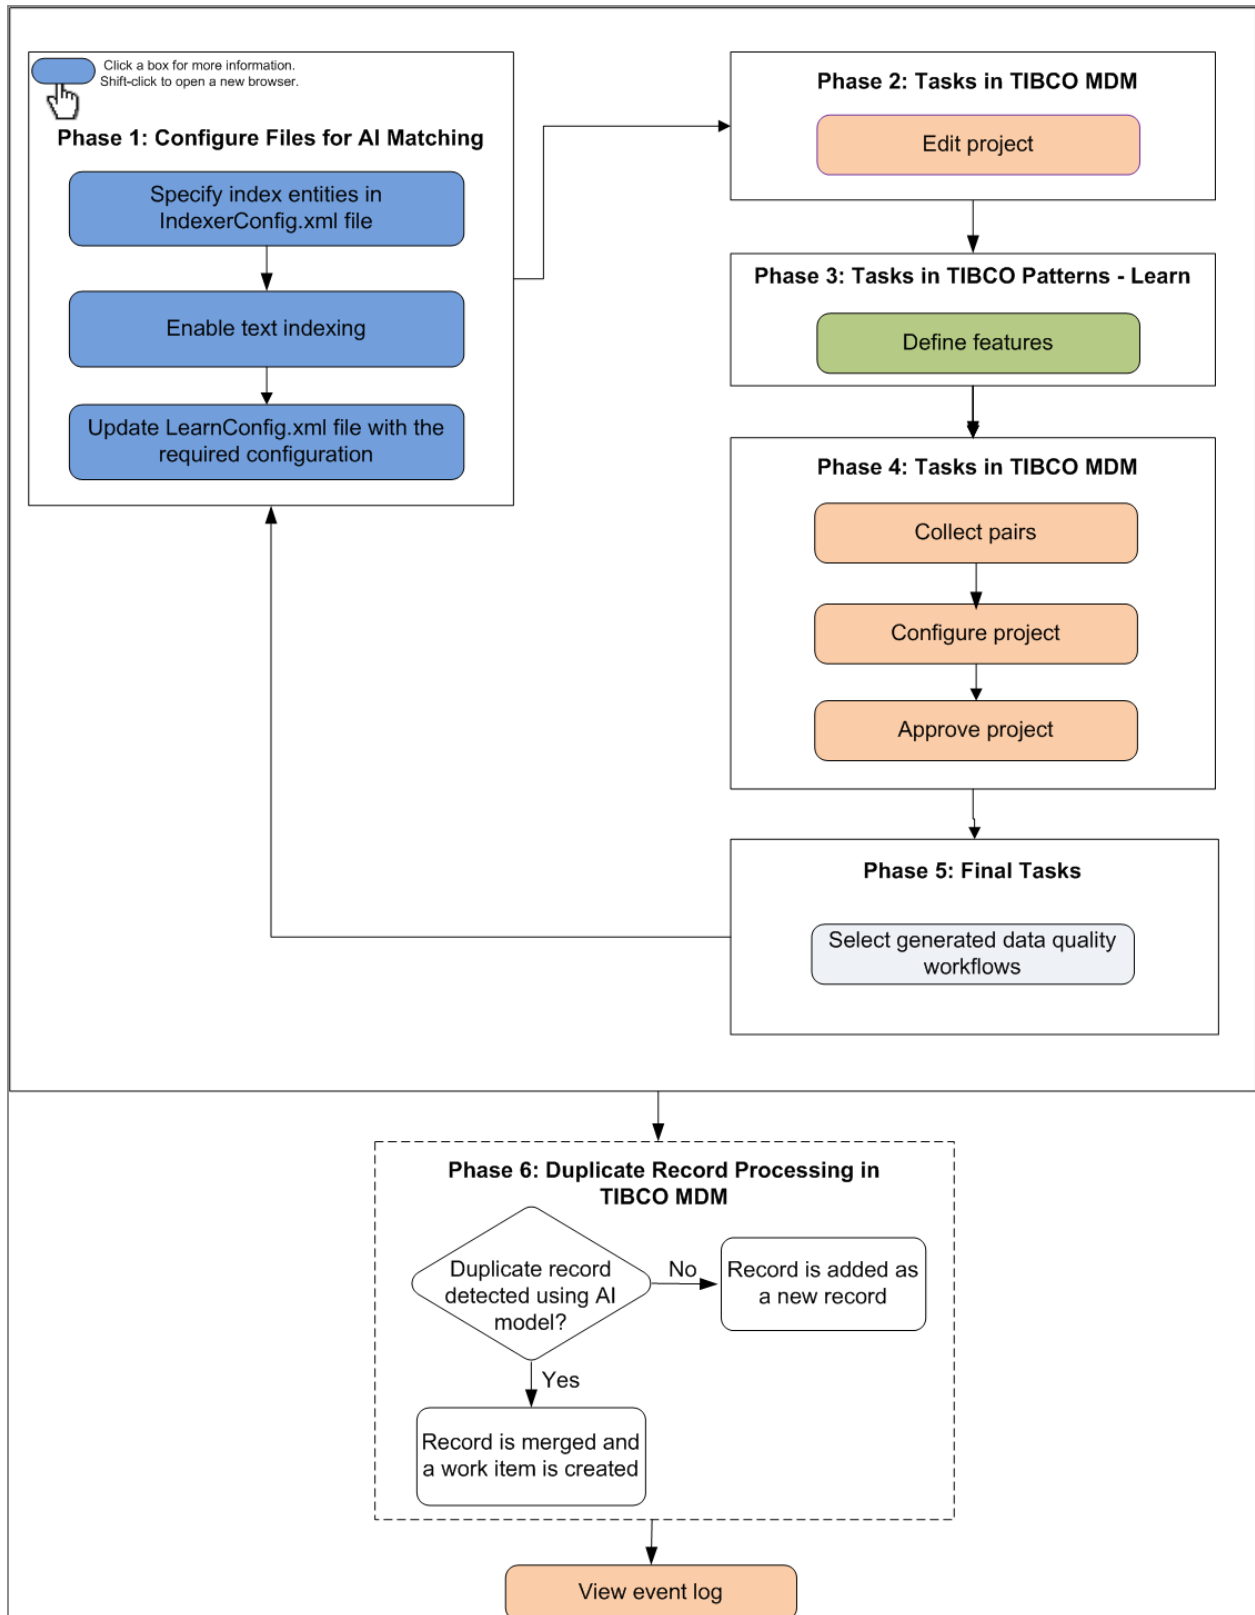 Click a box for more information.
Shift-click to open a new browser.
Phase 1: Configure Files for AI Matching
Specify index entities in
IndexerConfig.xml file
Enable text indexing
Update LearnConfig.xml file with the
required configuration
Phase 2: Tasks in TIBCO MDM
Edit project
Phase 3: Tasks in TIBCO Patterns - Learn
Define features
Phase 4: Tasks in TIBCO MDM
Collect pairs
Configure project
Approve project
Phase 5: Final Tasks
Select generated data quality
workflows
Phase 6: Duplicate Record Processing in
TIBCO MDM
Duplicate record
detected using AI
model?
No
Record is added as
a new record
Yes
Record is merged and
a work item is created
View event log